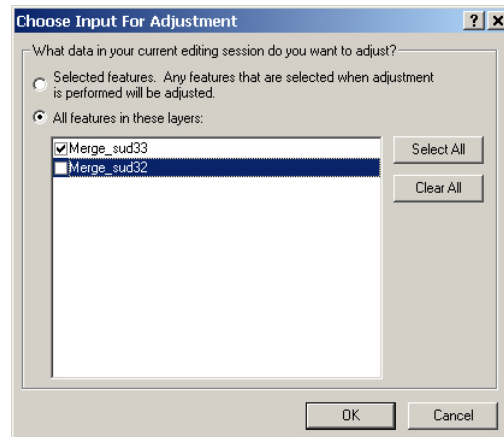 Choose Input For Adjustment
What data in your current editing session do you want to adjust?
Selected features. Any features that are selected when adjustment
is performed will be adjusted.
All features in these layers:
Merge_sud33
Select All
Merge_sud32
Clear All
OK
Cancel